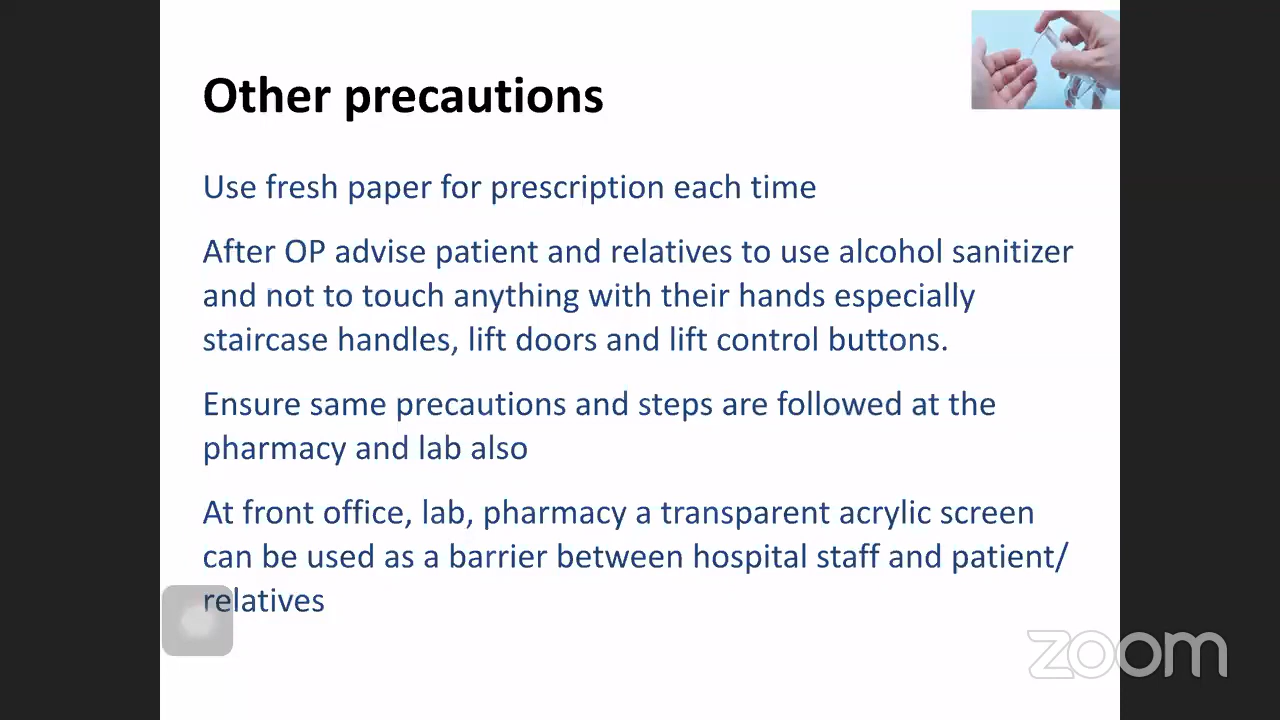 Other precautions
Use fresh paper for prescription each time
After OP advise patient and relatives to use alcohol sanitizer
and not to touch anything with their hands especially
staircase handles, lift doors and lift control buttons.
Ensure same precautions and steps are followed at the
pharmacy and lab also
At front office, lab, pharmacy a transparent acrylic screen
can be used as a barrier between hospital staff and patient/
relatives
zoom